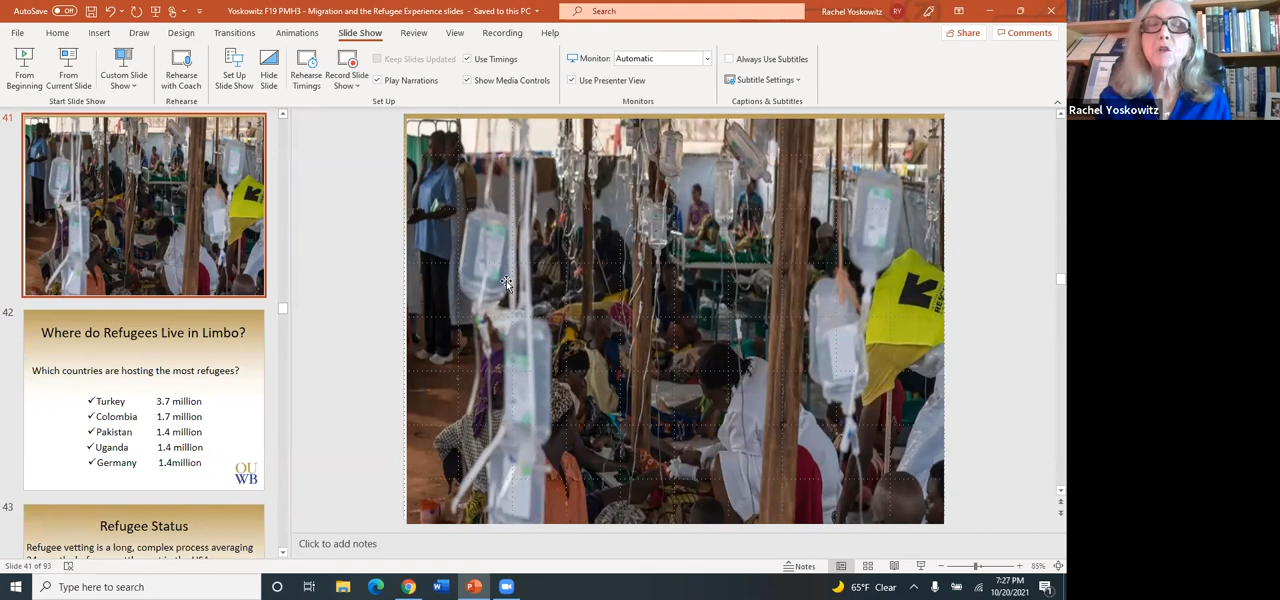 AutoSave Off Yoskowitz F19 PMH3 - Migration and the Refugee Experience slides - Saved to this PC Search Rachel Yoskowitz RY
File Home Insert Draw Design Transitions Animations Slide Show Review View Recording Help Share Comments
From Beginning
From Current Slide
Custom Slide Show
Start Slide Show
Rehearse with Coach
Rehearse
Set Up Slide Show
Hide Slide
Rehearse Timings
Record Slide Show
Keep Slides Updated
Play Narrations
Use Timings
Show Media Controls
Set Up
Monitor: Automatic
Use Presenter View
Monitors
Always Use Subtitles
Subtitle Settings
Captions & Subtitles
Rachel Yoskowitz
41
42
Where do Refugees Live in Limbo?
Which countries are hosting the most refugees?
✓Turkey 3.7 million
✓Colombia 1.7 million
✓Pakistan 1.4 million
✓Uganda 1.4 million
✓Germany 1.4million
OU
WB
43
Refugee Status
Refugee vetting is a long, complex process averaging
Click to add notes
Slide 41 of 93 Notes 85%
Type here to search
65°F Clear
7:27 PM
10/20/2021